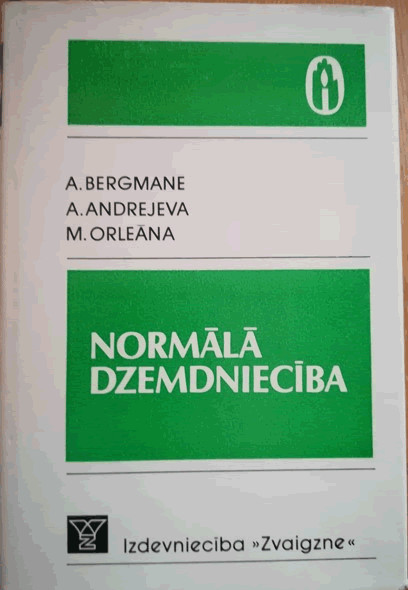 A. BERGMANE
A. ANDREJEVA
M. ORLEĀNA
NORMĀLĀ
DZEMDNIECĪBA
Izdevniecība »Zvaigzne«